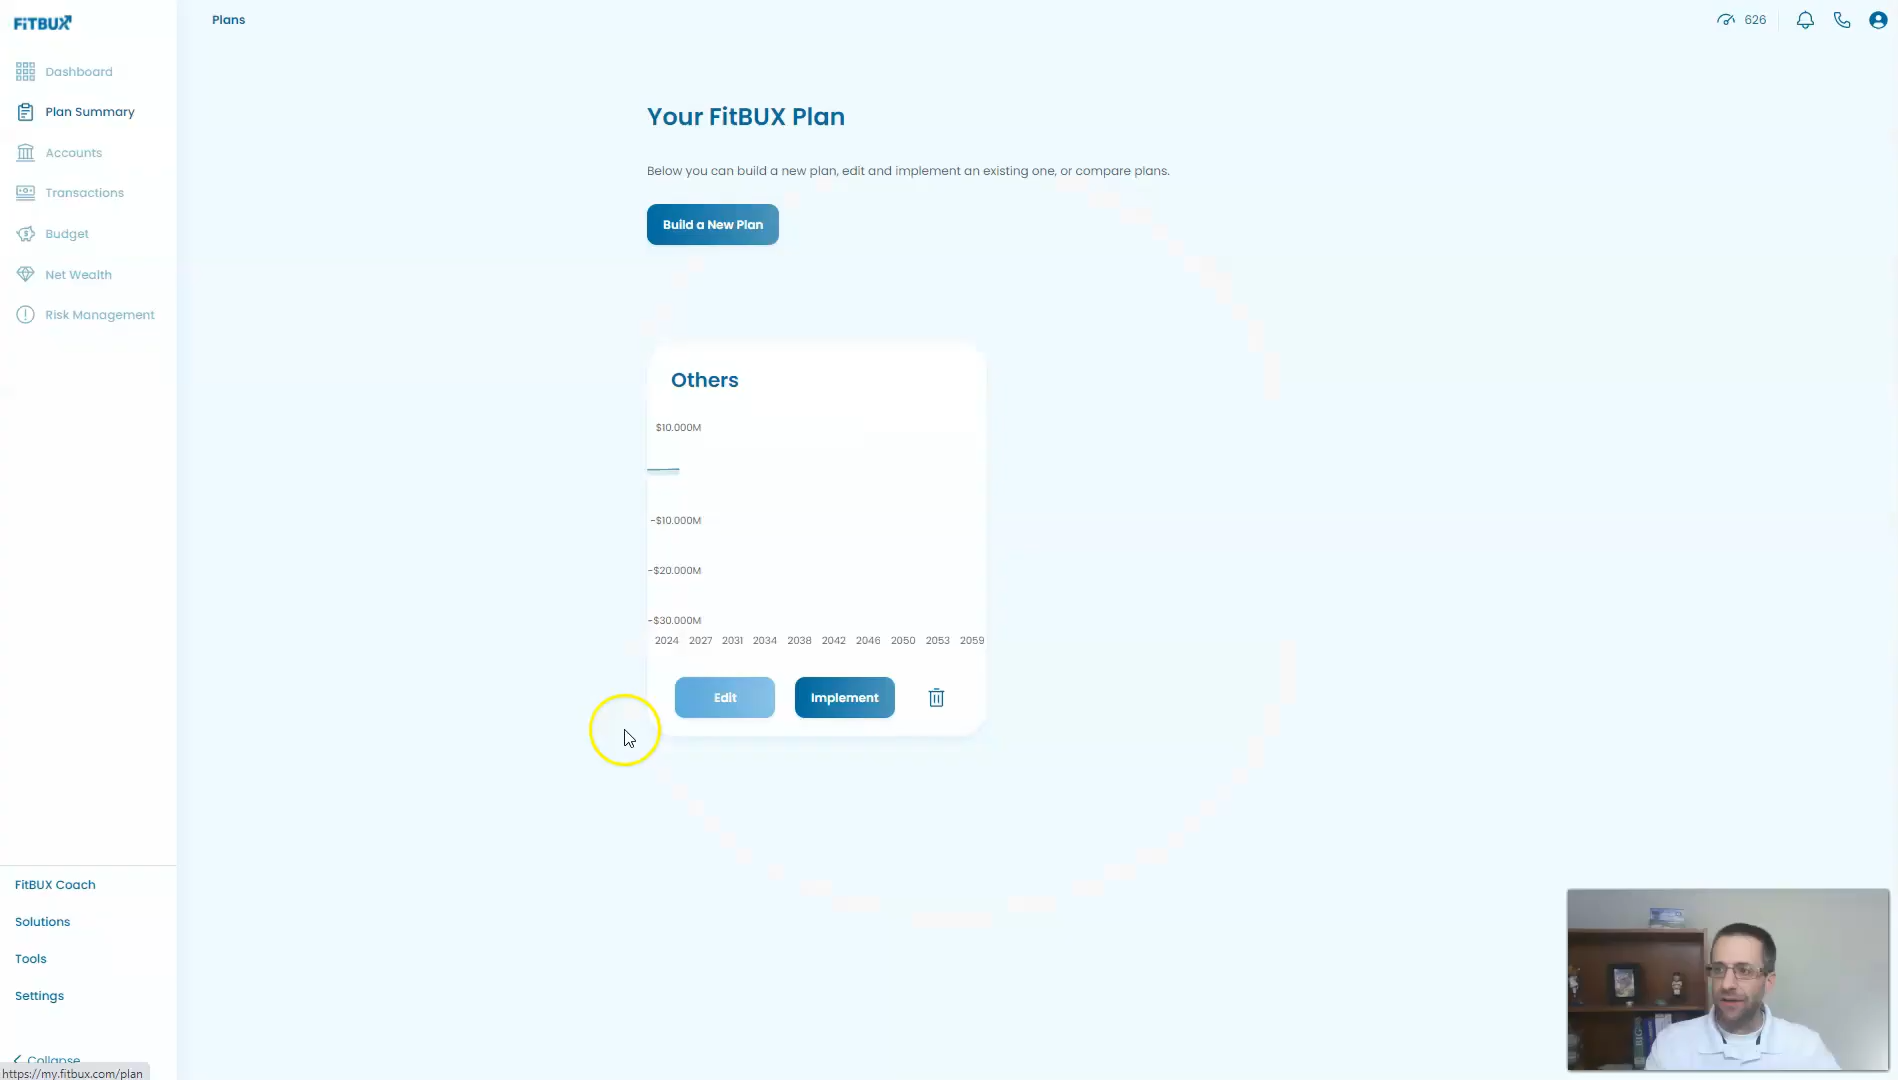 FitBUX
Plans
626
Dashboard
Plan Summary
Accounts
Transactions
Budget
Net Wealth
Risk Management
Your FitBUX Plan
Below you can build a new plan, edit and implement an existing one, or compare plans.
Build a New Plan
Others
$10.000M
-$10.000M
-$20.000M
-$30.000M
2024 2027 2031 2034 2038 2042 2046 2050 2053 2059
Edit
Implement
FitBUX Coach
Solutions
Tools
Settings
Collapse
https://my.fitbux.com/plan